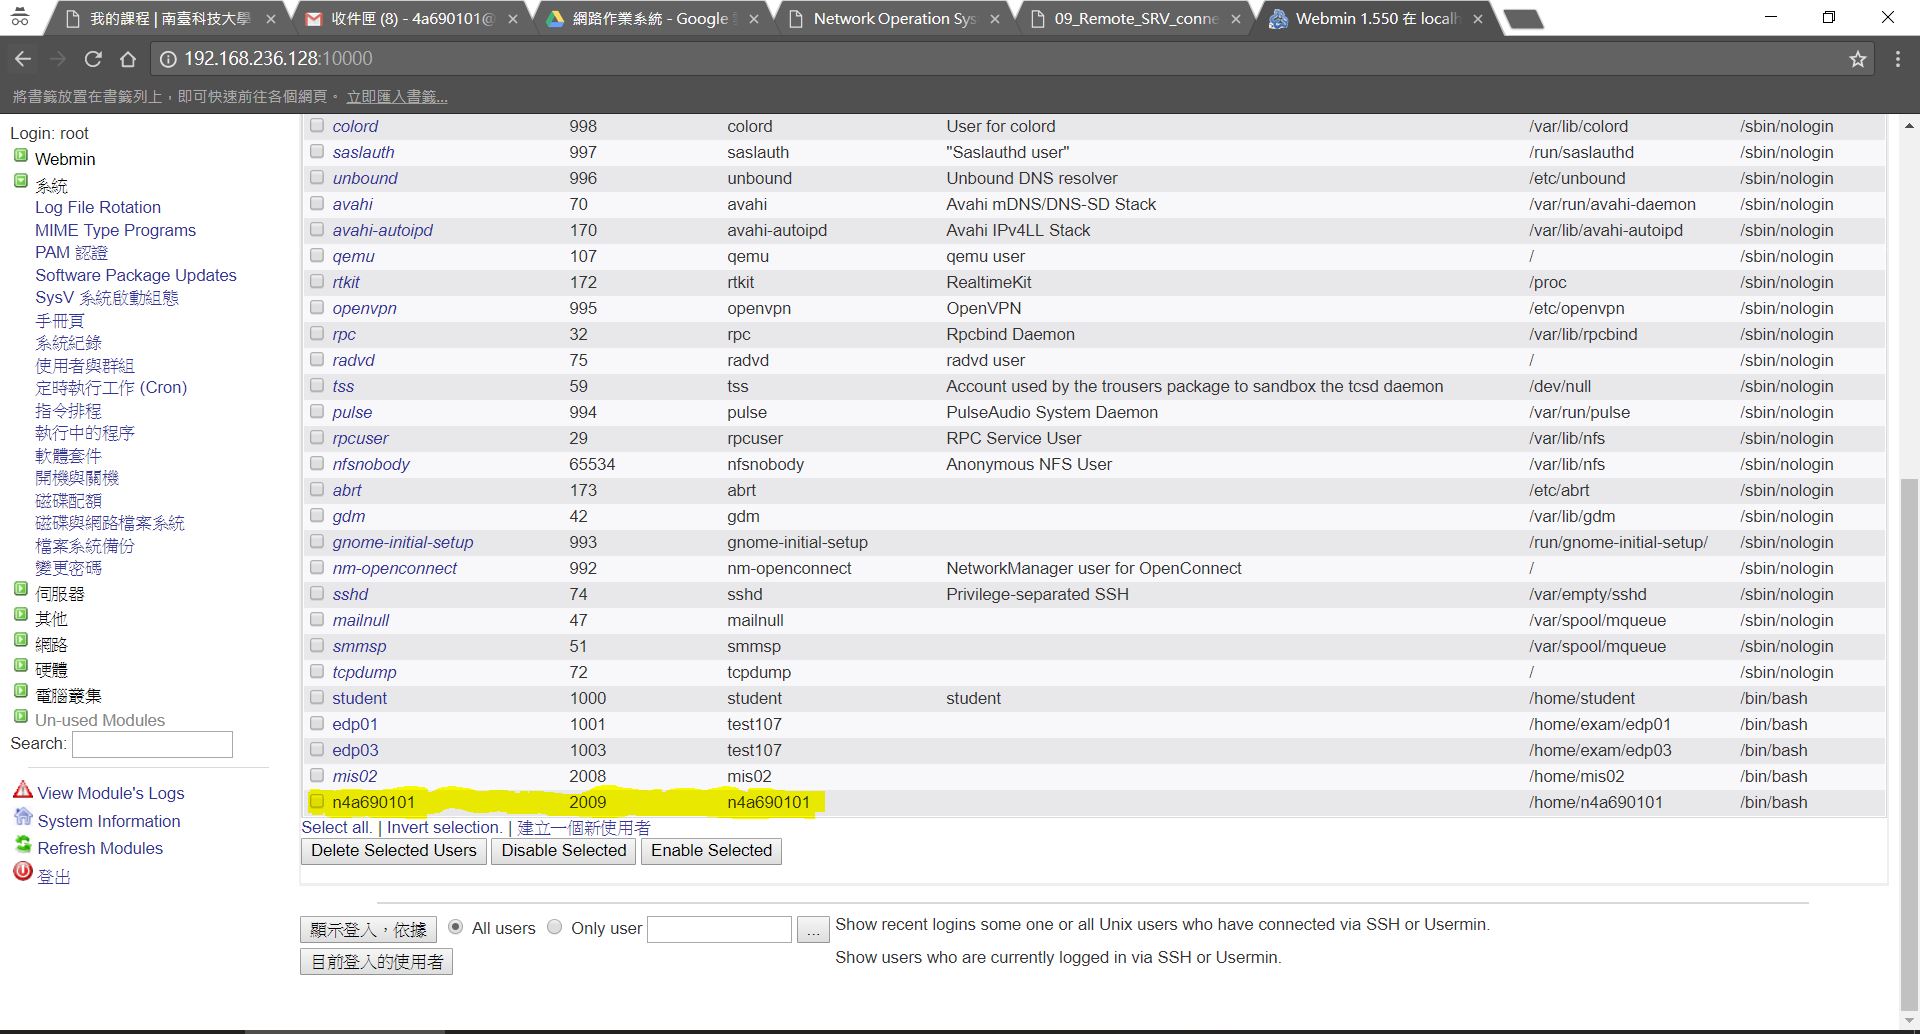 我的課程 | 南臺科技大學
收件匣 (8) - 4a690101@
網路作業系統 - Google
Network Operation Sys
09_Remote_SRV_conne
Webmin 1.550 在 localh
192.168.236.128:10000
將書籤放置在書籤列上，即可快速前往各個網頁。 立即匯入書籤...
Login: root
Webmin
系統
Log File Rotation
MIME Type Programs
PAM 認證
Software Package Updates
SysV 系統啟動組態
手冊頁
系統紀錄
使用者與群組
定時執行工作 (Cron)
指令排程
執行中的程序
軟體套件
開機與關機
磁碟配額
磁碟與網路檔案系統
檔案系統備份
變更密碼
伺服器
其他
網路
硬體
電腦叢集
Un-used Modules
Search:
View Module's Logs
System Information
Refresh Modules
登出
colord 998 colord User for colord /var/lib/colord /sbin/nologin
saslauth 997 saslauth "Saslauthd user" /run/saslauthd /sbin/nologin
unbound 996 unbound Unbound DNS resolver /etc/unbound /sbin/nologin
avahi 70 avahi Avahi mDNS/DNS-SD Stack /var/run/avahi-daemon /sbin/nologin
avahi-autoipd 170 avahi-autoipd Avahi IPv4LL Stack /var/lib/avahi-autoipd /sbin/nologin
qemu 107 qemu qemu user / /sbin/nologin
rtkit 172 rtkit RealtimeKit /proc /sbin/nologin
openvpn 995 openvpn OpenVPN /etc/openvpn /sbin/nologin
rpc 32 rpc Rpcbind Daemon /var/lib/rpcbind /sbin/nologin
radvd 75 radvd radvd user / /sbin/nologin
tss 59 tss Account used by the trousers package to sandbox the tcsd daemon /dev/null /sbin/nologin
pulse 994 pulse PulseAudio System Daemon /var/run/pulse /sbin/nologin
rpcuser 29 rpcuser RPC Service User /var/lib/nfs /sbin/nologin
nfsnobody 65534 nfsnobody Anonymous NFS User /var/lib/nfs /sbin/nologin
abrt 173 abrt /etc/abrt /sbin/nologin
gdm 42 gdm /var/lib/gdm /sbin/nologin
gnome-initial-setup 993 gnome-initial-setup /run/gnome-initial-setup/ /sbin/nologin
nm-openconnect 992 nm-openconnect NetworkManager user for OpenConnect / /sbin/nologin
sshd 74 sshd Privilege-separated SSH /var/empty/sshd /sbin/nologin
mailnull 47 mailnull /var/spool/mqueue /sbin/nologin
smmsp 51 smmsp /var/spool/mqueue /sbin/nologin
tcpdump 72 tcpdump / /sbin/nologin
student 1000 student student /home/student /bin/bash
edp01 1001 test107 /home/exam/edp01 /bin/bash
edp03 1003 test107 /home/exam/edp03 /bin/bash
mis02 2008 mis02 /home/mis02 /bin/bash
n4a690101 2009 n4a690101 /home/n4a690101 /bin/bash
Select all. | Invert selection. | 建立一個新使用者
Delete Selected Users Disable Selected Enable Selected
顯示登入，依據 All users Only user ... Show recent logins some one or all Unix users who have connected via SSH or Usermin.
目前登入的使用者 Show users who are currently logged in via SSH or Usermin.